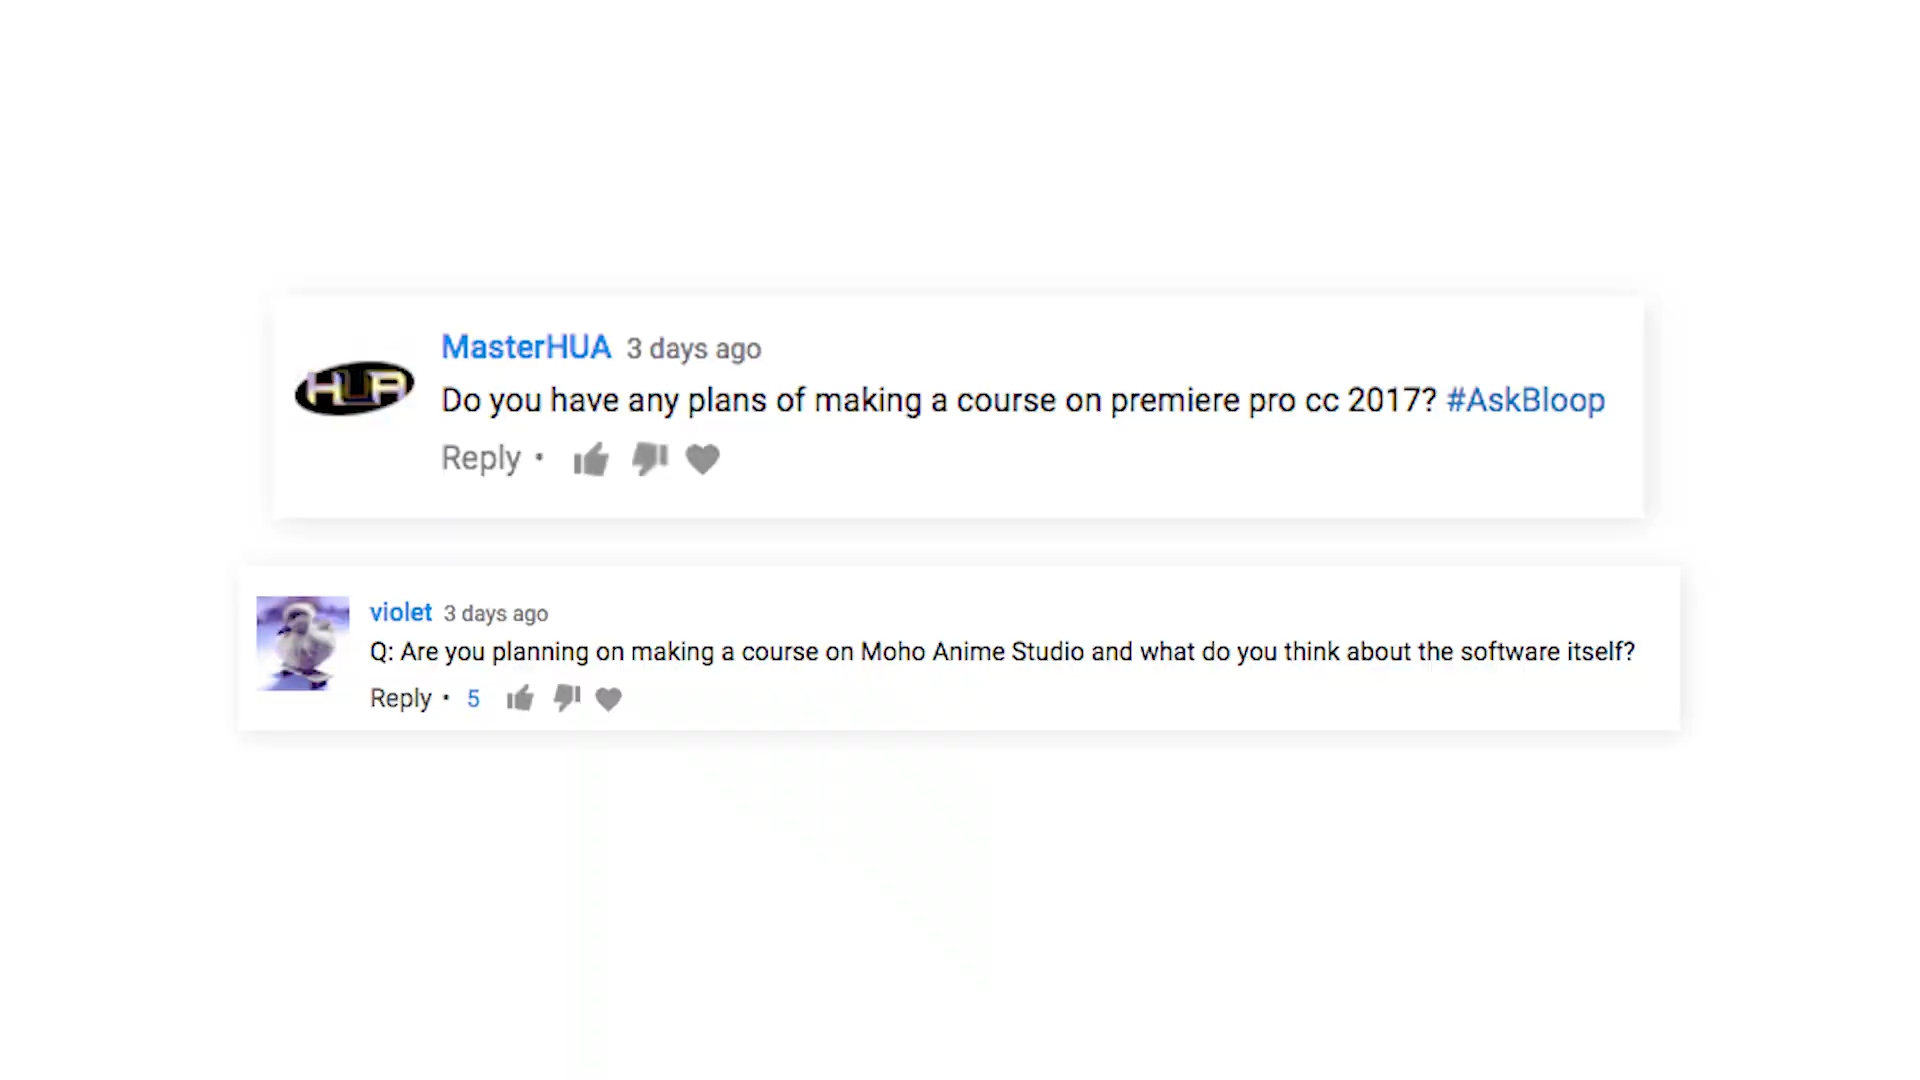 HUA
MasterHUA 3 days ago
Do you have any plans of making a course on premiere pro cc 2017? #AskBloop
Reply •
violet 3 days ago
Q: Are you planning on making a course on Moho Anime Studio and what do you think about the software itself?
Reply • 5